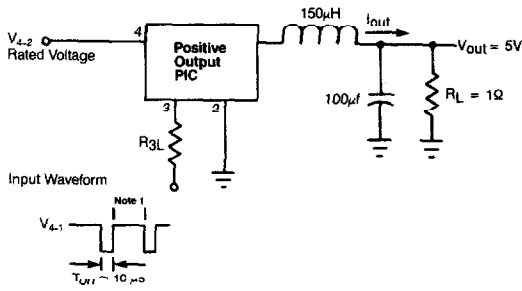 150μH
Iout
V4-2
Rated Voltage
4
Positive
Output
PIC
Vout = 5V
100μf
RL = 1Ω
3
2
R3L
Input Waveform
Note 1
V4-1